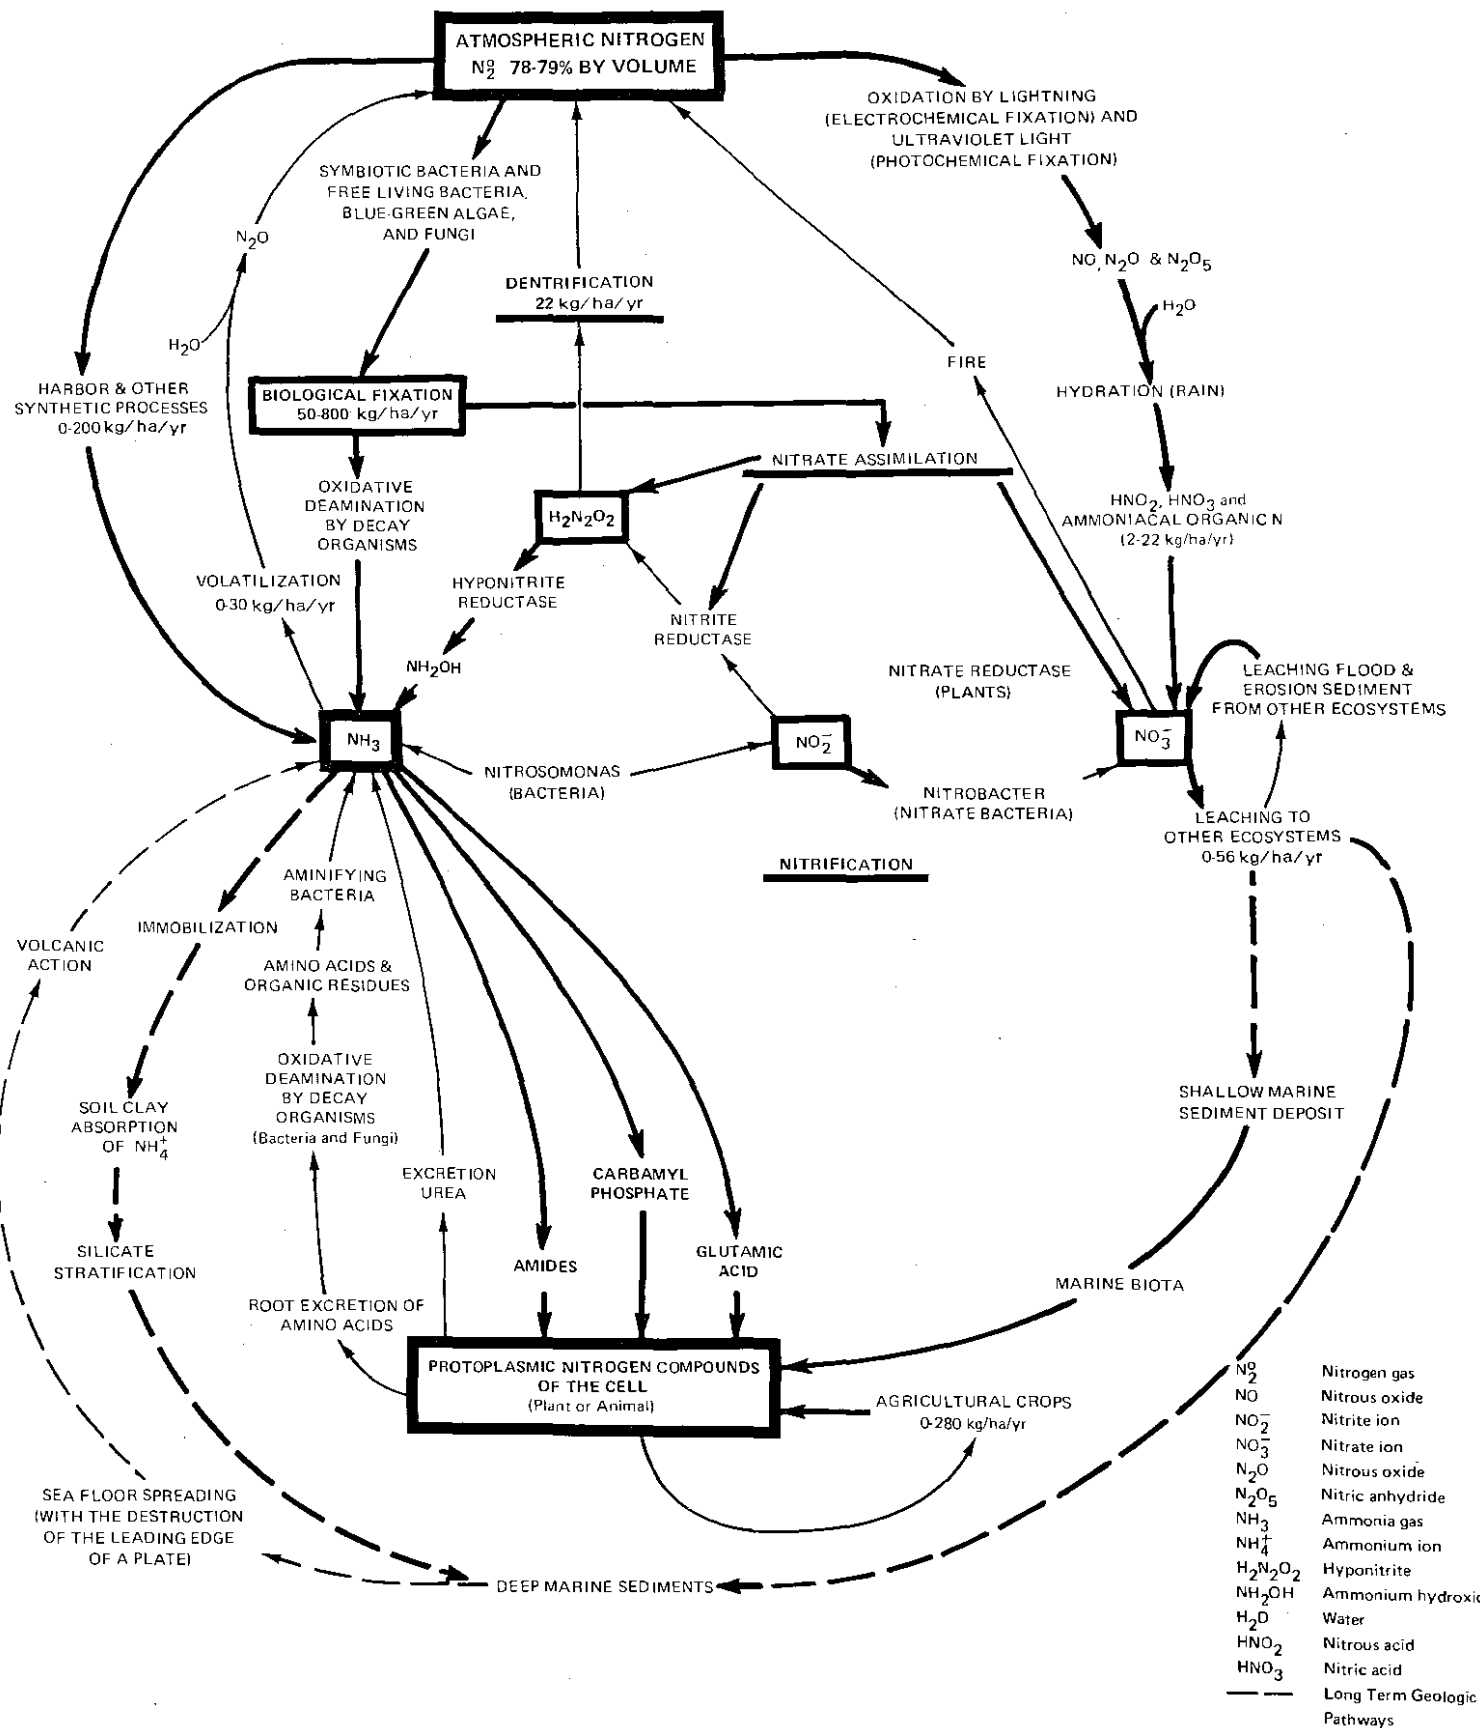 ATMOSPHERIC NITROGEN
N₂⁰ 78-79% BY VOLUME
OXIDATION BY LIGHTNING
(ELECTROCHEMICAL FIXATION) AND
ULTRAVIOLET LIGHT
(PHOTOCHEMICAL FIXATION)
SYMBIOTIC BACTERIA AND
FREE LIVING BACTERIA,
BLUE-GREEN ALGAE,
AND FUNGI
N₂O
NO, N₂O & N₂O₅
DENTRIFICATION
22 kg/ha/yr
H₂O
H₂O
FIRE
HARBOR & OTHER
SYNTHETIC PROCESSES
0-200 kg/ha/yr
BIOLOGICAL FIXATION
50-800 kg/ha/yr
HYDRATION (RAIN)
NITRATE ASSIMILATION
OXIDATIVE
DEAMINATION
BY DECAY
ORGANISMS
H₂N₂O₂
HNO₂, HNO₃ and
AMMONIACAL ORGANIC N
(2-22 kg/ha/yr)
VOLATILIZATION
0-30 kg/ha/yr
HYPONITRITE
REDUCTASE
NITRITE
REDUCTASE
NH₂OH
NITRATE REDUCTASE
(PLANTS)
LEACHING FLOOD &
EROSION SEDIMENT
FROM OTHER ECOSYSTEMS
NH₃
NO₂⁻
NO₃⁻
NITROSOMONAS
(BACTERIA)
NITROBACTER
(NITRATE BACTERIA)
LEACHING TO
OTHER ECOSYSTEMS
0-56 kg/ha/yr
NITRIFICATION
AMINIFYING
BACTERIA
IMMOBILIZATION
VOLCANIC
ACTION
AMINO ACIDS &
ORGANIC RESIDUES
OXIDATIVE
DEAMINATION
BY DECAY
ORGANISMS
(Bacteria and Fungi)
SOIL CLAY
ABSORPTION
OF NH₄⁺
SHALLOW MARINE
SEDIMENT DEPOSIT
EXCRETION
UREA
CARBAMYL
PHOSPHATE
SILICATE
STRATIFICATION
AMIDES
GLUTAMIC
ACID
MARINE BIOTA
ROOT EXCRETION OF
AMINO ACIDS
PROTOPLASMIC NITROGEN COMPOUNDS
OF THE CELL
(Plant or Animal)
AGRICULTURAL CROPS
0-280 kg/ha/yr
SEA FLOOR SPREADING
(WITH THE DESTRUCTION
OF THE LEADING EDGE
OF A PLATE)
DEEP MARINE SEDIMENTS
N₂⁰ Nitrogen gas
NO Nitrous oxide
NO₂⁻ Nitrite ion
NO₃⁻ Nitrate ion
N₂O Nitrous oxide
N₂O₅ Nitric anhydride
NH₃ Ammonia gas
NH₄⁺ Ammonium ion
H₂N₂O₂ Hyponitrite
NH₂OH Ammonium hydroxid
H₂O Water
HNO₂ Nitrous acid
HNO₃ Nitric acid
Long Term Geologic
Pathways